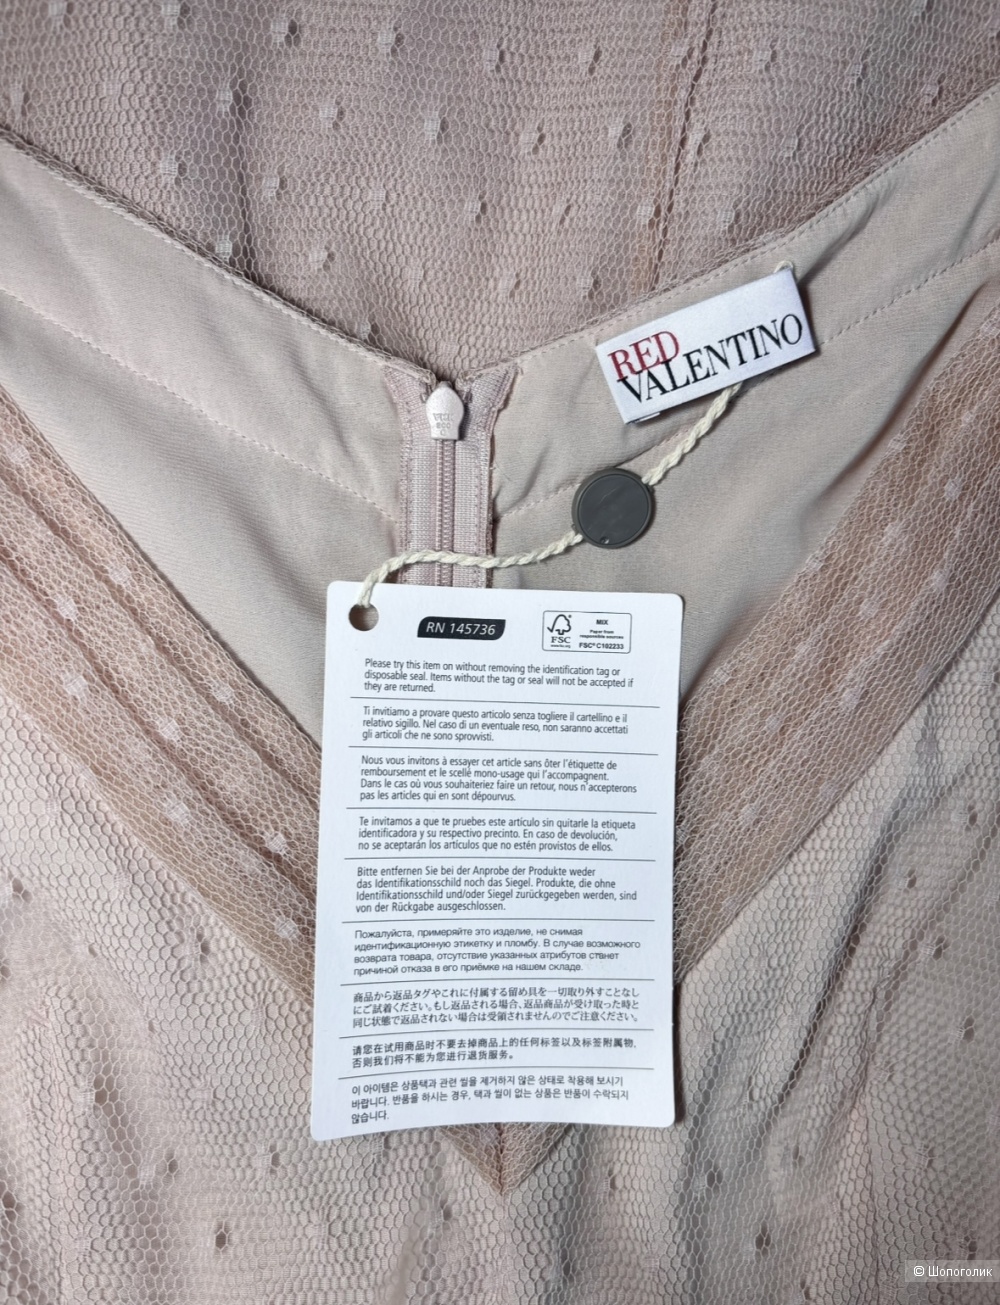 RED
VALENTINO
RN 145736
FSC
www.fsc.org
MIX
Paper from
responsible sources
FSC® C102233
Please try this item on without removing the identification tag or
disposable seal. Items without the tag or seal will not be accepted if
they are returned.
Ti invitiamo a provare questo articolo senza togliere il cartellino e il
relativo sigillo. Nel caso di un eventuale reso, non saranno accettati
gli articoli che ne sono sprovvisti.
Nous vous invitons à essayer cet article sans ôter l'étiquette de
remboursement et le scellé mono-usage qui l'accompagnent.
Dans le cas où vous souhaiteriez faire un retour, nous n'accepterons
pas les articles qui en sont dépourvus.
Te invitamos a que te pruebes este artículo sin quitarle la etiqueta
identificadora y su respectivo precinto. En caso de devolución,
no se aceptarán los artículos que no estén provistos de ellos.
Bitte entfernen Sie bei der Anprobe der Produkte weder
das Identifikationsschild noch das Siegel. Produkte, die ohne
Identifikationsschild und/oder Siegel zurückgegeben werden, sind
von der Rückgabe ausgeschlossen.
Пожалуйста, примеряйте это изделие, не снимая
идентификационную этикетку и пломбу. В случае возможного
возврата товара, отсутствие указанных атрибутов станет
причиной отказа в его приёмке на нашем складе.
商品から返品タグやこれに付属する留め具を一切取り外すことなし
にご試着ください。もし返品される場合、返品商品が受け取った時と
同じ状態で返品されない場合は受領されませんのでご注意ください。
请您在试用商品时不要去掉商品上的任何标签以及标签附属物,
否则我们将不能为您进行退货服务。
이 아이템은 상품택과 관련 씰을 제거하지 않은 상태로 착용해 보시기
바랍니다. 반품을 하시는 경우, 택과 씰이 없는 상품은 반품이 수락되지
않습니다.
© Шопоголик